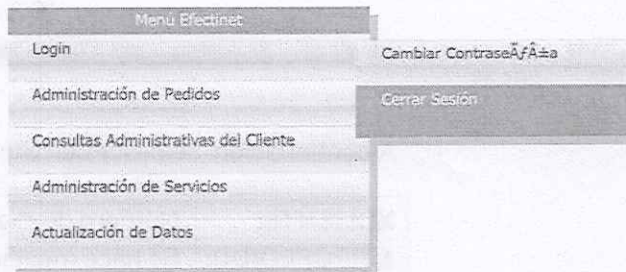 Menú Efectinet
Login
Cambiar ContraseÃƒÂ±a
Administración de Pedidos
Cerrar Sesión
Consultas Administrativas del Cliente
Administración de Servicios
Actualización de Datos